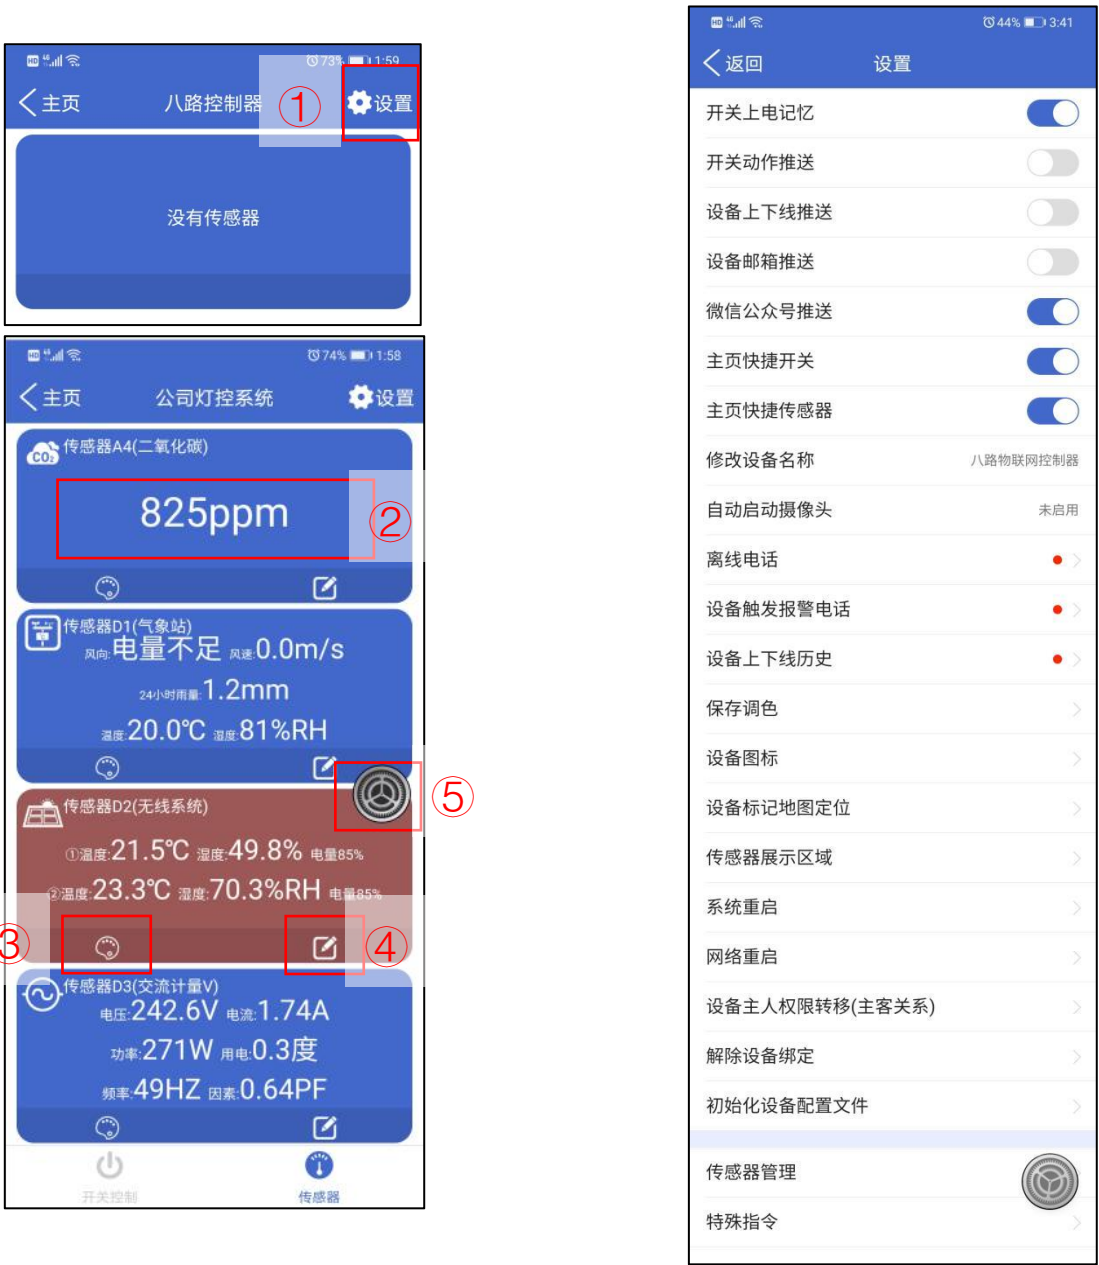 HD 4G 73% 1:59
主页 八路控制器 ① 设置
没有传感器
HD 4G 74% 1:58
主页 公司灯控系统 设置
CO₂ 传感器A4(二氧化碳)
825ppm ②
传感器D1(气象站)
风向:电量不足 风速:0.0m/s
24小时雨量:1.2mm
温度:20.0℃ 湿度:81%RH
⑤
传感器D2(无线系统)
①温度:21.5℃ 湿度:49.8% 电量85%
②温度:23.3℃ 湿度:70.3%RH 电量85%
③ ④
传感器D3(交流计量V)
电压:242.6V 电流:1.74A
功率:271W 用电:0.3度
频率:49HZ 因素:0.64PF
开关控制 传感器
HD 4G 44% 3:41
返回 设置
开关上电记忆
开关动作推送
设备上下线推送
设备邮箱推送
微信公众号推送
主页快捷开关
主页快捷传感器
修改设备名称 八路物联网控制器
自动启动摄像头 未启用
离线电话
设备触发报警电话
设备上下线历史
保存调色
设备图标
设备标记地图定位
传感器展示区域
系统重启
网络重启
设备主人权限转移(主客关系)
解除设备绑定
初始化设备配置文件
传感器管理
特殊指令